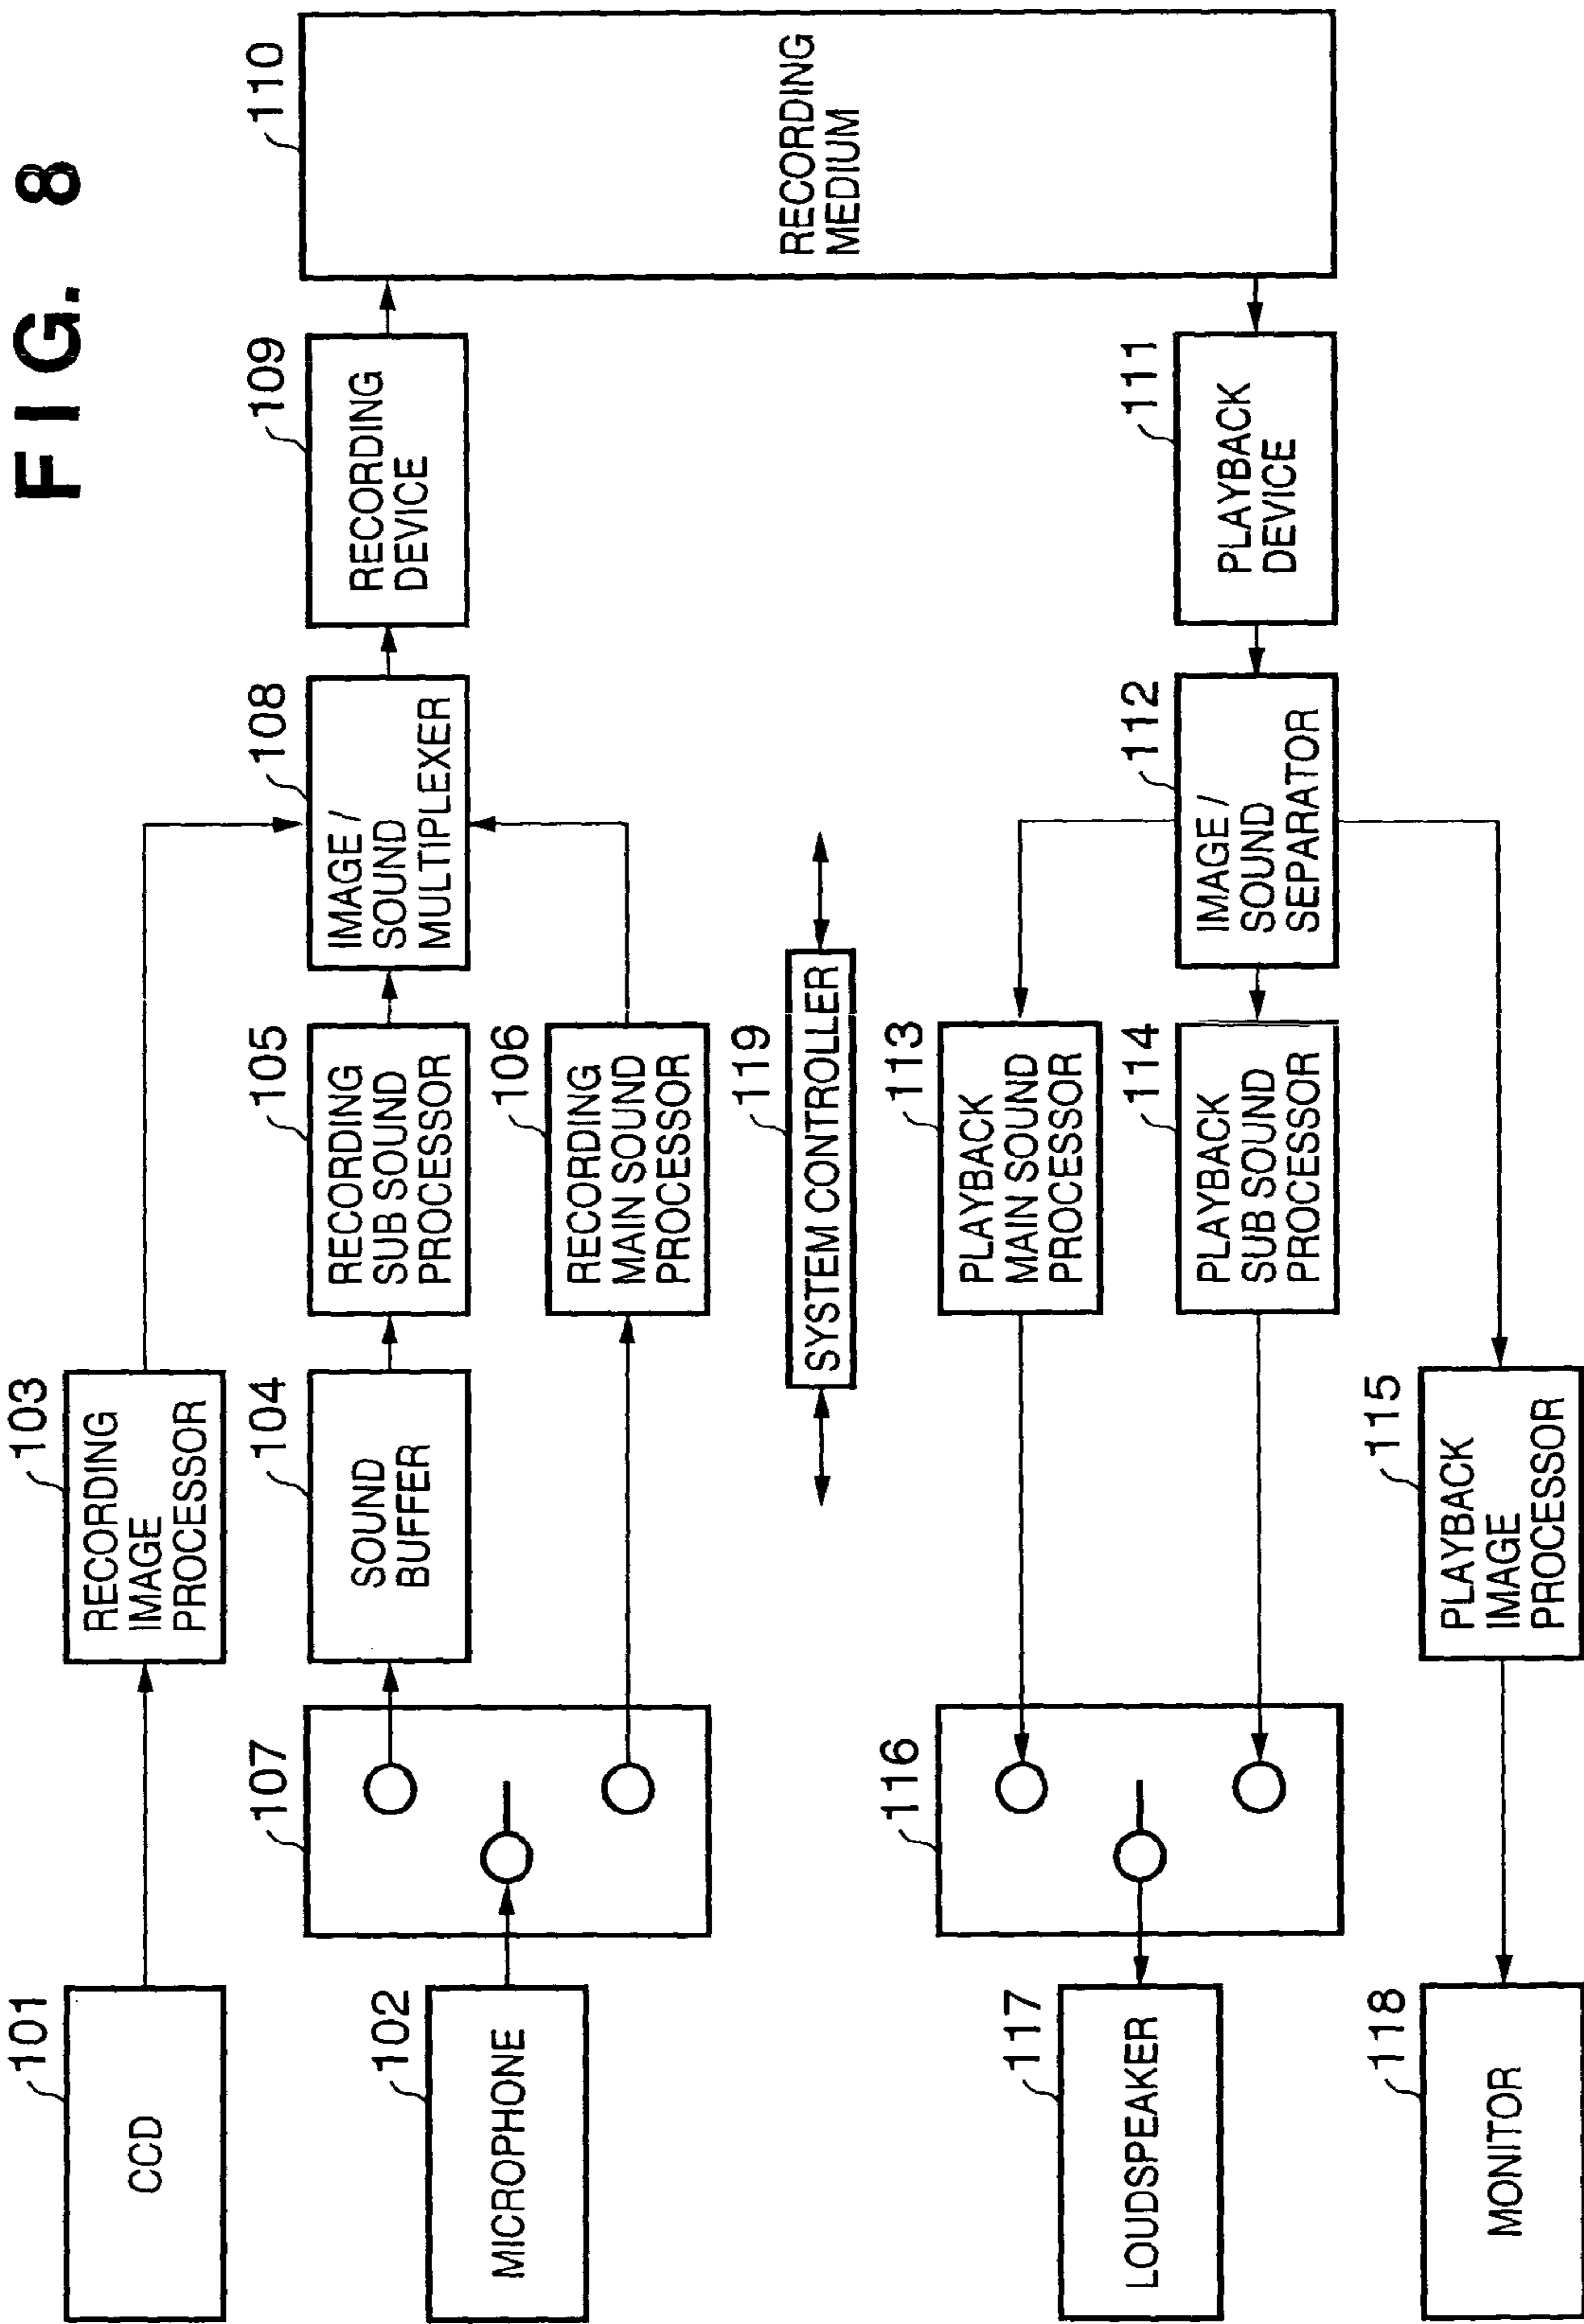 FIG. 8
101
CCD
103
RECORDING
IMAGE
PROCESSOR
102
MICROPHONE
107
104
SOUND
BUFFER
105
RECORDING
SUB SOUND
PROCESSOR
106
RECORDING
MAIN SOUND
PROCESSOR
108
IMAGE /
SOUND
MULTIPLEXER
109
RECORDING
DEVICE
110
RECORDING
MEDIUM
119
SYSTEM CONTROLLER
111
PLAYBACK
DEVICE
112
IMAGE /
SOUND
SEPARATOR
113
PLAYBACK
MAIN SOUND
PROCESSOR
114
PLAYBACK
SUB SOUND
PROCESSOR
115
PLAYBACK
IMAGE
PROCESSOR
116
117
LOUDSPEAKER
118
MONITOR